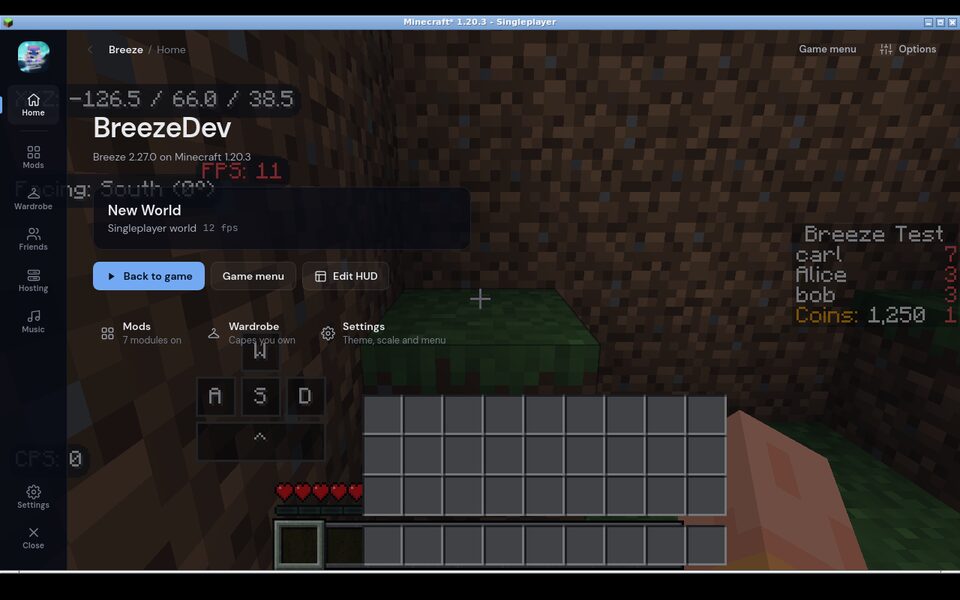 Minecraft* 1.20.3 - Singleplayer
Breeze / Home
Game menu
Options
Home
Mods
Wardrobe
Friends
Hosting
Music
Settings
Close
XYZ: -126.5 / 66.0 / 38.5
BreezeDev
Breeze 2.27.0 on Minecraft 1.20.3
FPS: 11
Facing: South (0°)
New World
Singleplayer world 12 fps
Back to game
Game menu
Edit HUD
Mods
7 modules on
Wardrobe
Capes you own
Settings
Theme, scale and menu
W
A S D
^
CPS: 0
Breeze Test
carl 7
Alice 3
bob 3
Coins: 1,250 1